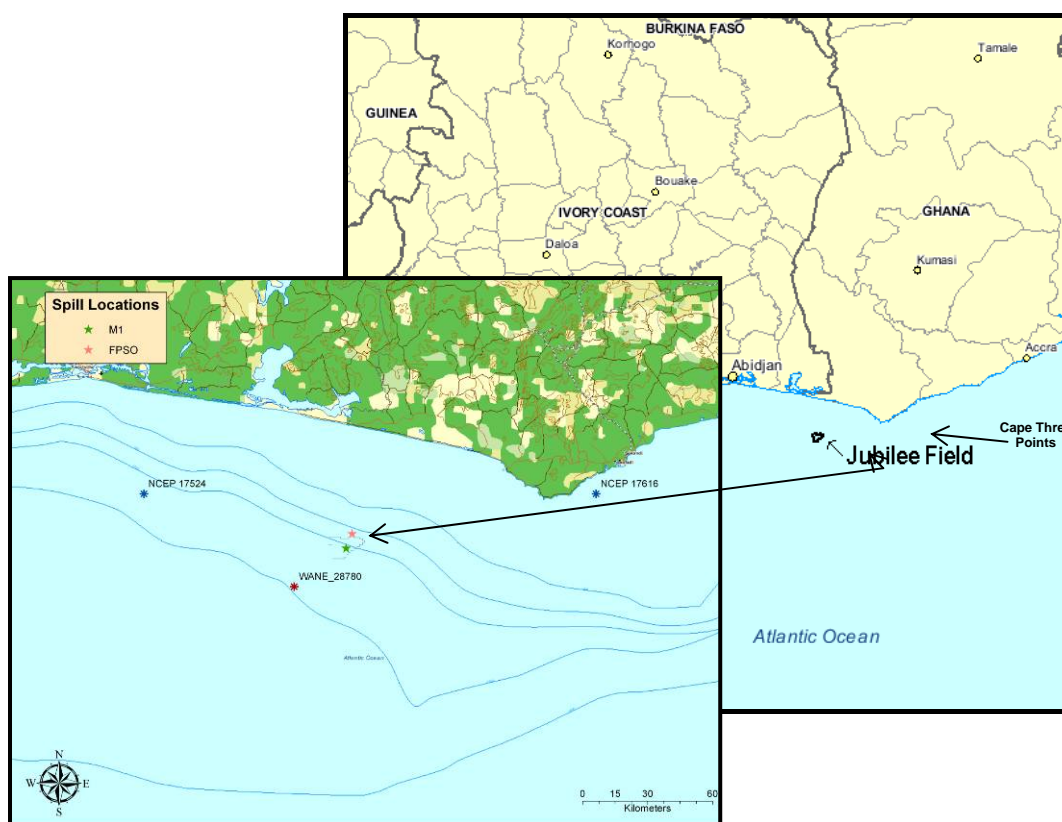 BURKINA FASO
Korhogo
Tamale
GUINEA
Bouake
IVORY COAST
GHANA
Daloa
Kumasi
Accra
Abidjan
Cape Thre
Points
Jubilee Field
Atlantic Ocean
Spill Locations
M1
FPSO
NCEP 17524
NCEP 17616
WANE_28780
Atlantic Ocean
N
W
E
S
0 15 30 60
Kilometers